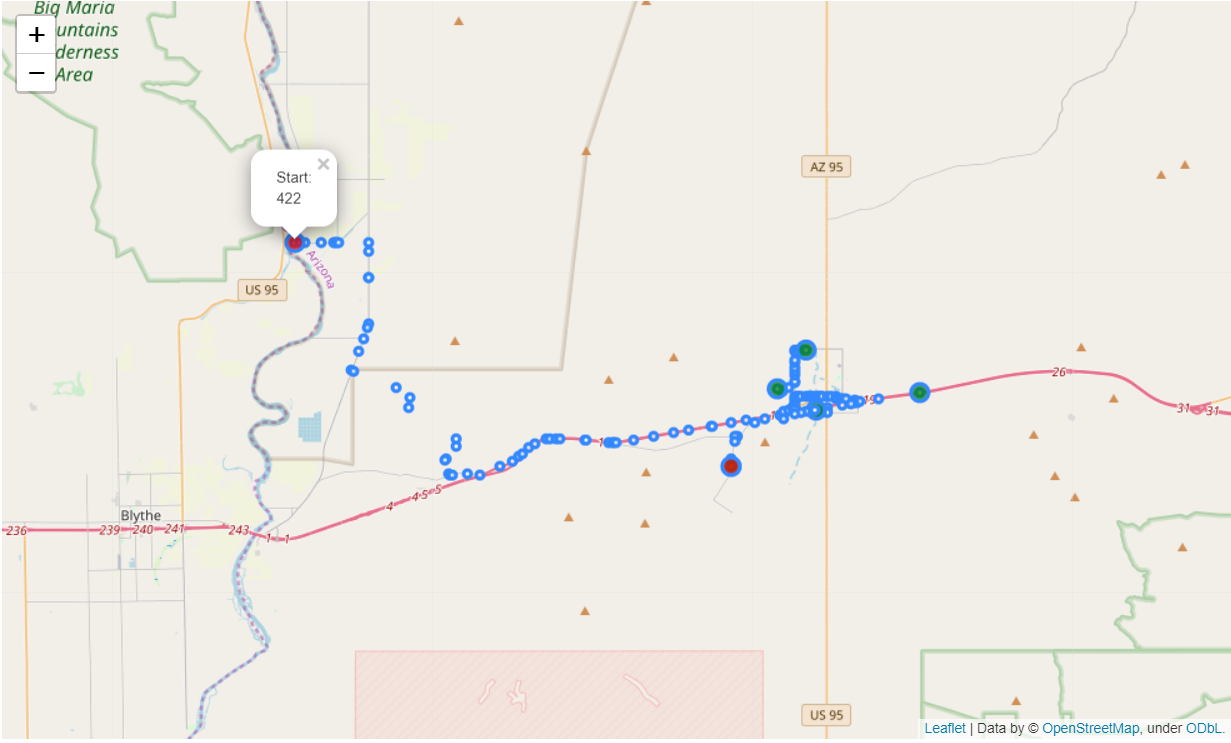 Big Maria
untains
derness
Area
+
−
AZ 95
×
Start:
422
Arizona
US 95
26
19
31
31
1
1
4
4-5
5
Blythe
236
239
240
241
243
1
1
US 95
Leaflet | Data by © OpenStreetMap, under ODbL.